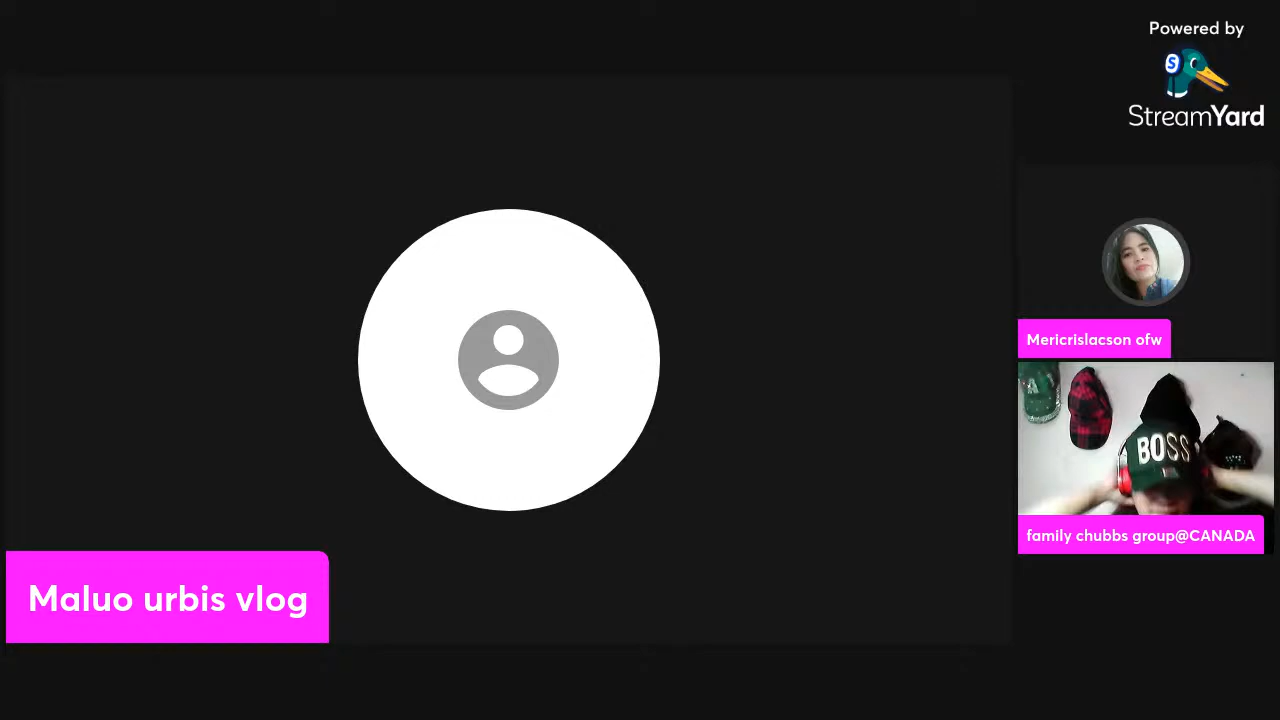 Powered by
S
StreamYard
Mericrislacson ofw
BOSS
family chubbs group@CANADA
Maluo urbis vlog